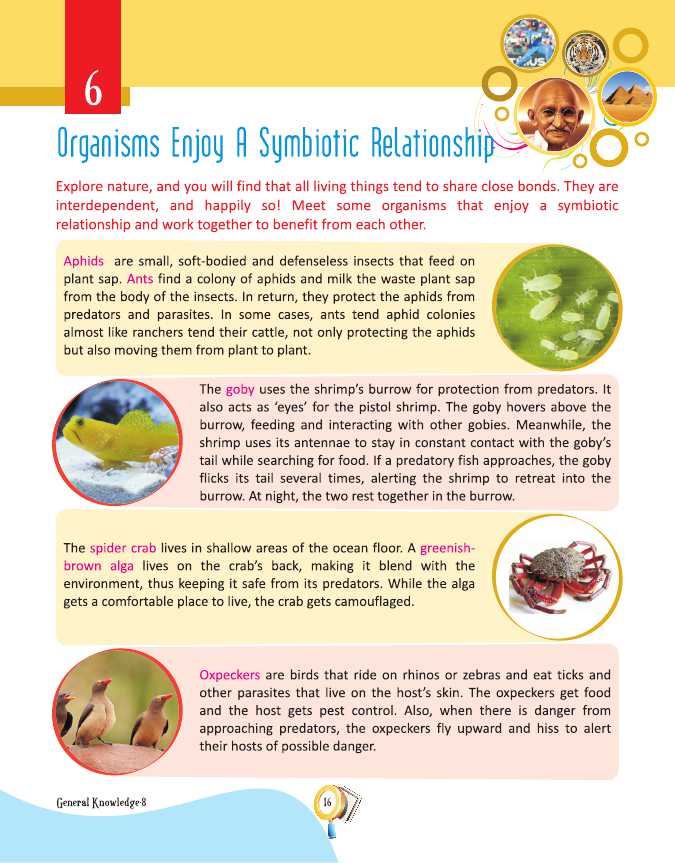 6
Organisms Enjoy A Symbiotic Relationship
Explore nature, and you will find that all living things tend to share close bonds. They are
interdependent, and happily so! Meet some organisms that enjoy a symbiotic
relationship and work together to benefit from each other.
Aphids are small, soft-bodied and defenseless insects that feed on
plant sap. Ants find a colony of aphids and milk the waste plant sap
from the body of the insects. In return, they protect the aphids from
predators and parasites. In some cases, ants tend aphid colonies
almost like ranchers tend their cattle, not only protecting the aphids
but also moving them from plant to plant.
The goby uses the shrimp's burrow for protection from predators. It
also acts as 'eyes' for the pistol shrimp. The goby hovers above the
burrow, feeding and interacting with other gobies. Meanwhile, the
shrimp uses its antennae to stay in constant contact with the goby's
tail while searching for food. If a predatory fish approaches, the goby
flicks its tail several times, alerting the shrimp to retreat into the
burrow. At night, the two rest together in the burrow.
The spider crab lives in shallow areas of the ocean floor. A greenish-
brown alga lives on the crab's back, making it blend with the
environment, thus keeping it safe from its predators. While the alga
gets a comfortable place to live, the crab gets camouflaged.
Oxpeckers are birds that ride on rhinos or zebras and eat ticks and
other parasites that live on the host's skin. The oxpeckers get food
and the host gets pest control. Also, when there is danger from
approaching predators, the oxpeckers fly upward and hiss to alert
their hosts of possible danger.
General Knowledge-8
16